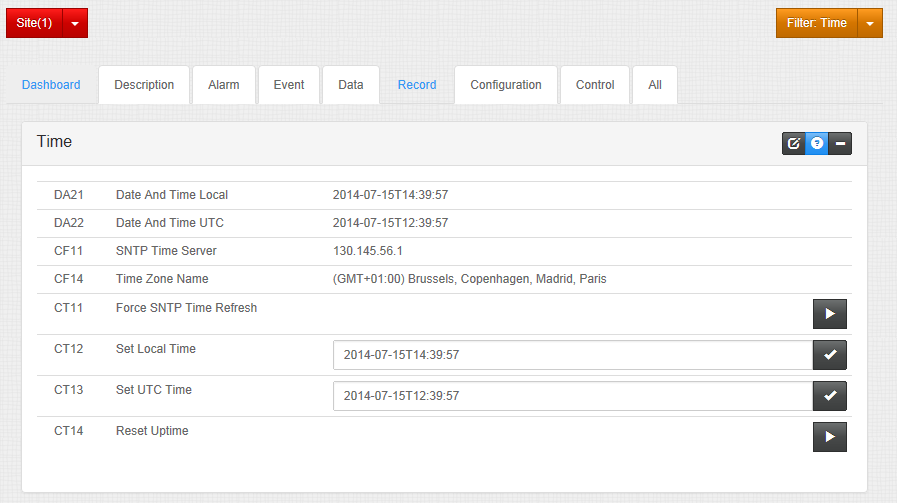 Site(1)
Filter: Time
Dashboard Description Alarm Event Data Record Configuration Control All
Time
DA21 Date And Time Local 2014-07-15T14:39:57
DA22 Date And Time UTC 2014-07-15T12:39:57
CF11 SNTP Time Server 130.145.56.1
CF14 Time Zone Name (GMT+01:00) Brussels, Copenhagen, Madrid, Paris
CT11 Force SNTP Time Refresh
CT12 Set Local Time 2014-07-15T14:39:57
CT13 Set UTC Time 2014-07-15T12:39:57
CT14 Reset Uptime